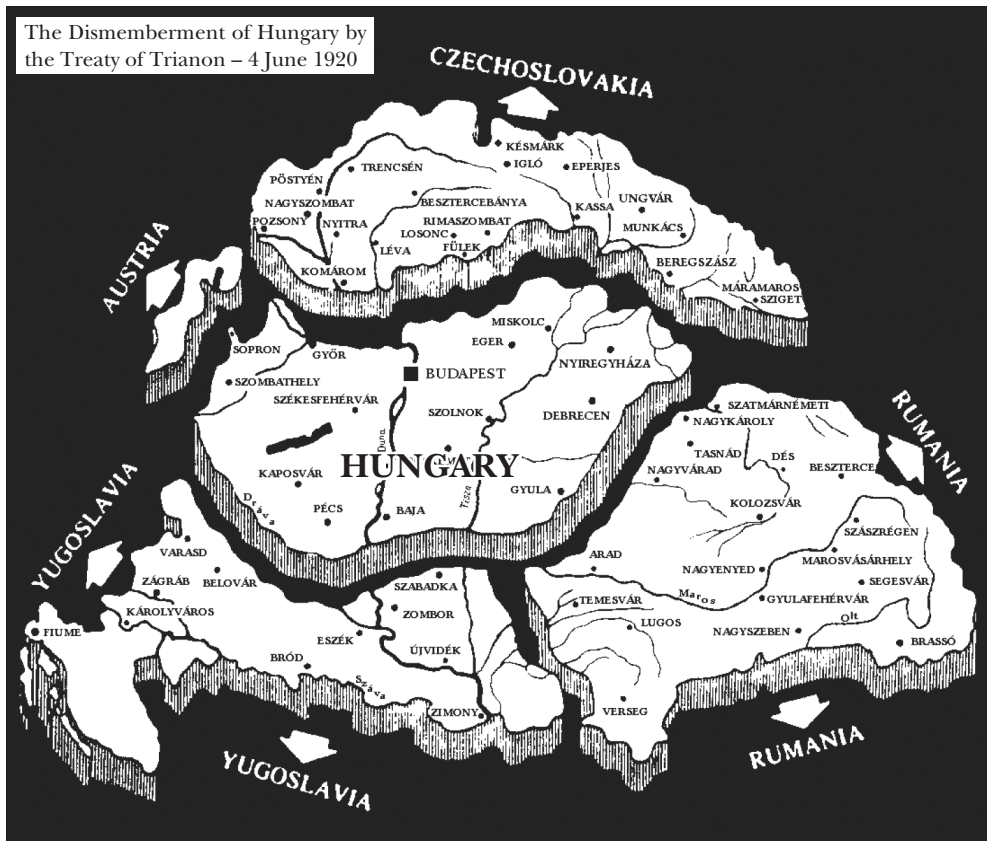 The Dismemberment of Hungary by
the Treaty of Trianon – 4 June 1920
CZECHOSLOVAKIA
KÉSMÁRK
IGLÓ
EPERJES
TRENCSÉN
PÖSTYÉN
NAGYSZOMBAT
POZSONY
NYITRA
BESZTERCEBÁNYA
RIMASZOMBAT
LOSONC
FÜLEK
LÉVA
KOMÁROM
KASSA
UNGVÁR
MUNKÁCS
BEREGSZÁSZ
MÁRAMAROS
SZIGET
AUSTRIA
SOPRON
GYŐR
SZOMBATHELY
SZÉKESFEHÉRVÁR
BUDAPEST
MISKOLC
EGER
NYIREGYHÁZA
SZOLNOK
DEBRECEN
Duna
HUNGARY
Tisza
KAPOSVÁR
Dráva
PÉCS
BAJA
GYULA
RUMANIA
SZATMÁRNÉMETI
NAGYKÁROLY
TASNÁD
NAGYVÁRAD
DÉS
BESZTERCE
KOLOZSVÁR
SZÁSZRÉGEN
MAROSVÁSÁRHELY
ARAD
NAGYENYED
SEGESVÁR
Maros
TEMESVÁR
GYULAFEHÉRVÁR
LUGOS
NAGYSZEBEN
Olt
BRASSÓ
VERSEG
RUMANIA
YUGOSLAVIA
VARASD
ZÁGRÁB
BELOVÁR
KÁROLYVÁROS
FIUME
SZABADKA
ZOMBOR
ESZÉK
ÚJVIDÉK
BRÓD
Száva
ZIMONY
YUGOSLAVIA